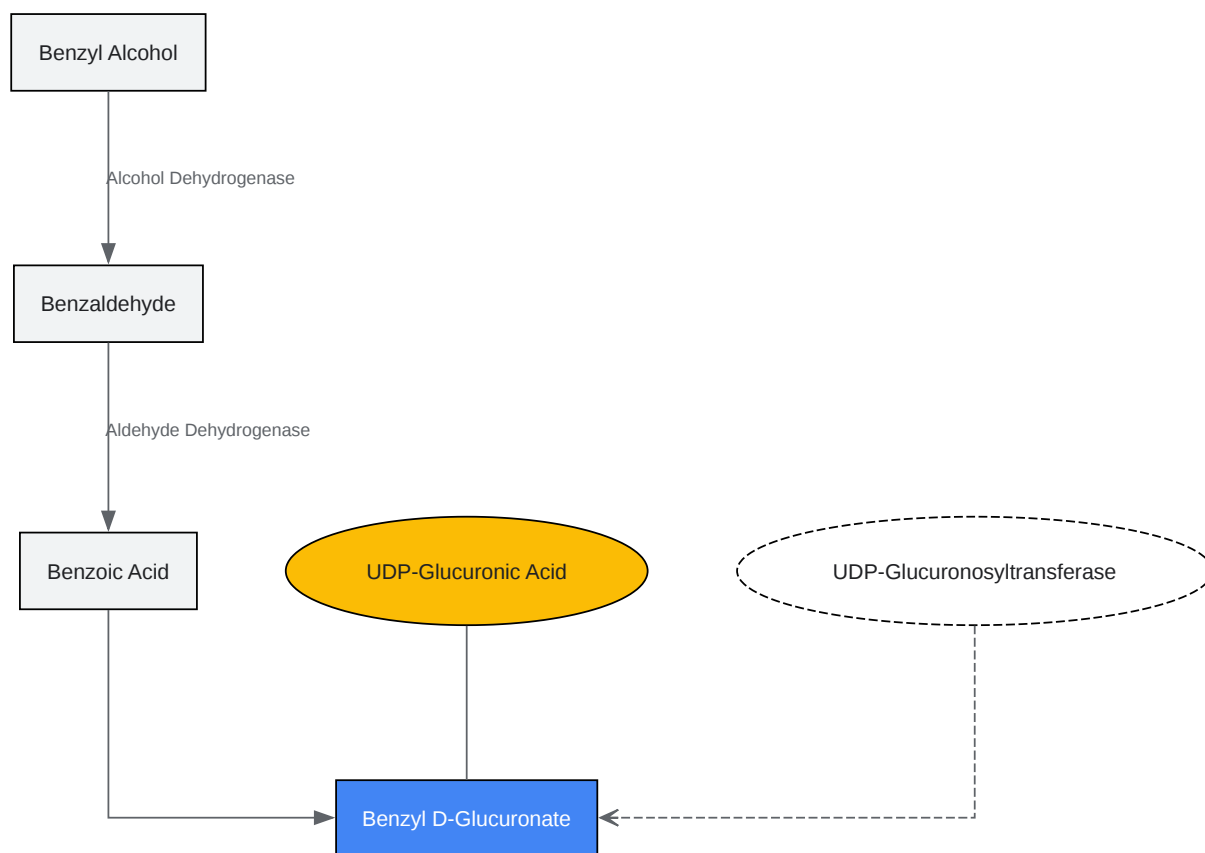 Benzyl Alcohol
Alcohol Dehydrogenase
Benzaldehyde
Aldehyde Dehydrogenase
Benzoic Acid
UDP-Glucuronic Acid
UDP-Glucuronosyltransferase
Benzyl D-Glucuronate